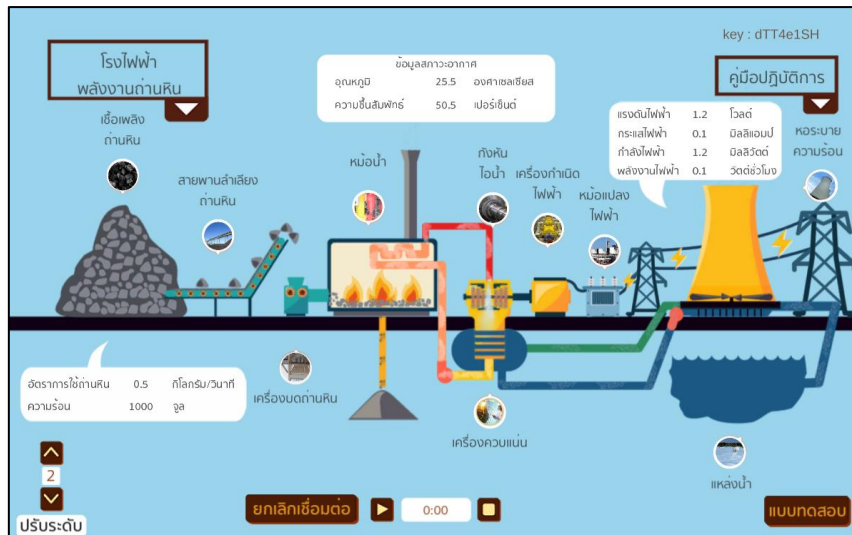 key : dTT4e1SH
โรงไฟฟ้า
พลังงานถ่านหิน
ข้อมูลสภาวะอากาศ
อุณหภูมิ 25.5 องศาเซลเซียส
ความชื้นสัมพัทธ์ 50.5 เปอร์เซ็นต์
คู่มือปฏิบัติการ
แรงดันไฟฟ้า 1.2 โวลต์
กระแสไฟฟ้า 0.1 มิลลิแอมป์
กำลังไฟฟ้า 1.2 มิลลิวัตต์
พลังงานไฟฟ้า 0.1 วัตต์ชั่วโมง
หอระบาย
ความร้อน
เชื้อเพลิง
ถ่านหิน
สายพานลำเลียง
ถ่านหิน
หม้อน้ำ
กังหัน
ไอน้ำ
เครื่องกำเนิด
ไฟฟ้า
หม้อแปลง
ไฟฟ้า
อัตราการใช้ถ่านหิน 0.5 กิโลกรัม/วินาที
ความร้อน 1000 จูล
เครื่องบดถ่านหิน
เครื่องควบแน่น
แหล่งน้ำ
2
ปรับระดับ
ยกเลิกเชื่อมต่อ
0:00
แบบทดสอบ